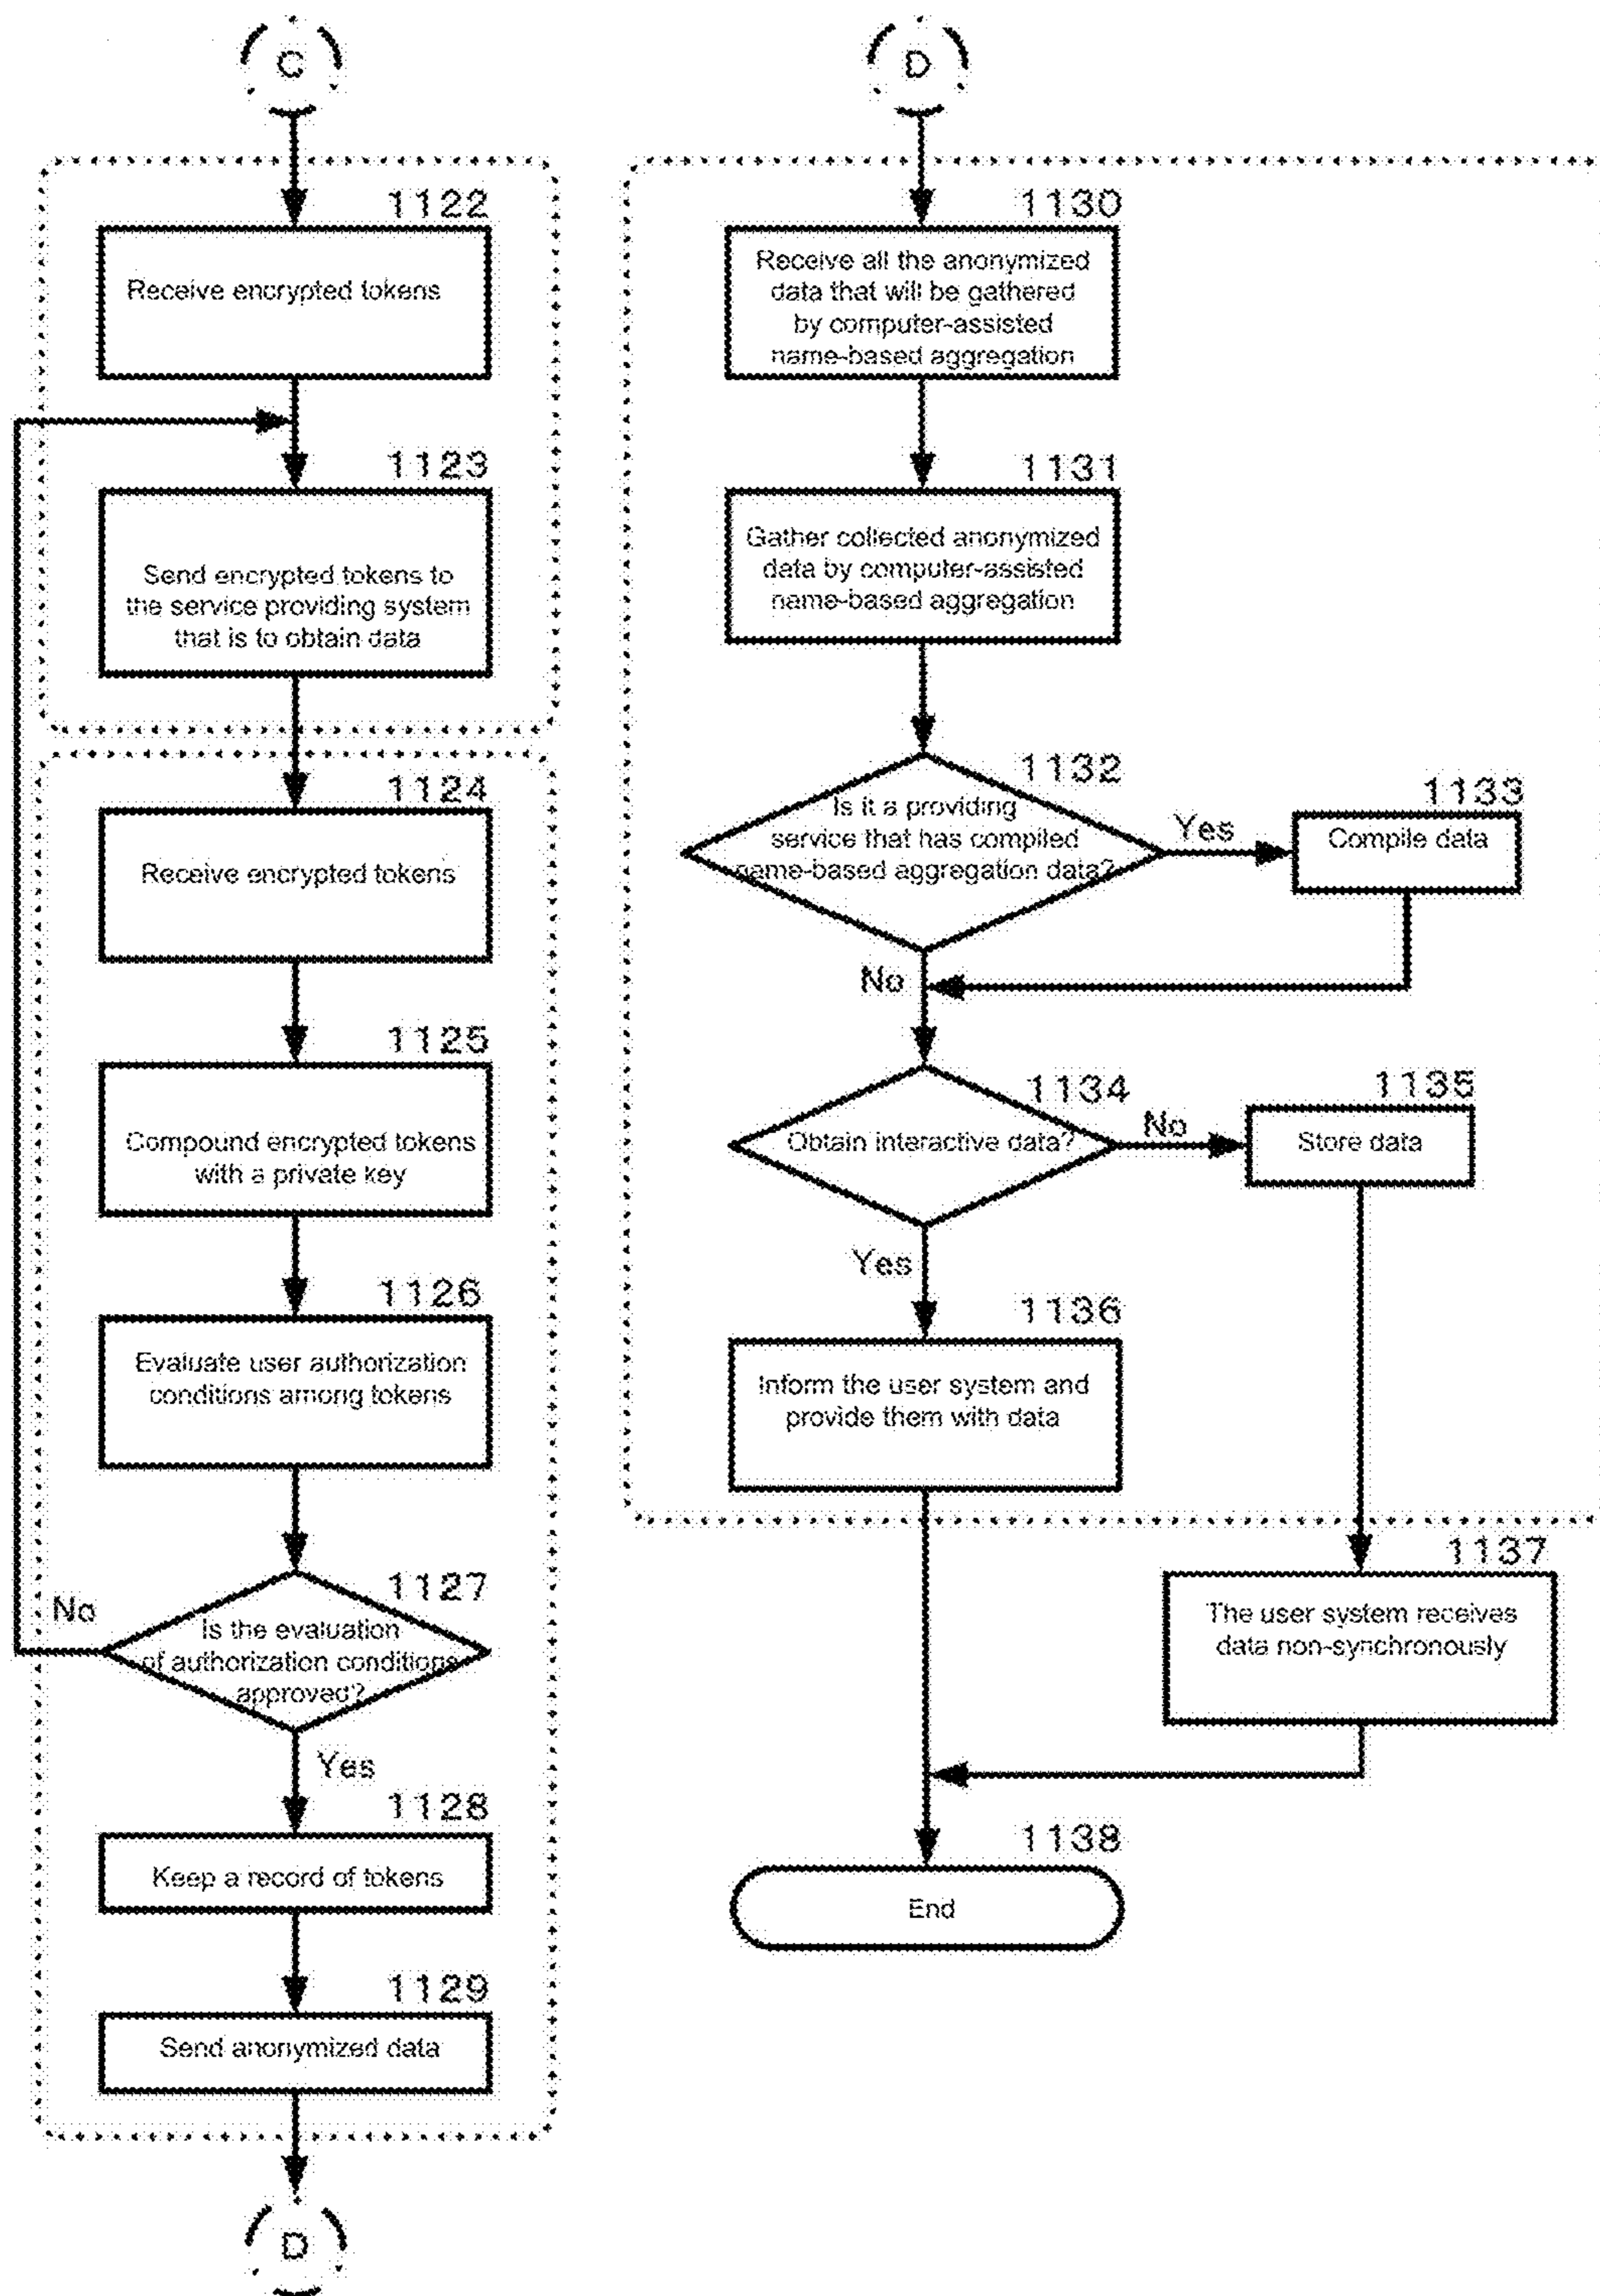 C
1122
Receive encrypted tokens
1123
Send encrypted tokens to
the service providing system
that is to obtain data
1124
Receive encrypted tokens
1125
Compound encrypted tokens
with a private key
1126
Evaluate user authorization
conditions among tokens
1127
No
Is the evaluation
of authorization conditions
approved?
Yes
1128
Keep a record of tokens
1129
Send anonymized data
D
D
1130
Receive all the anonymized
data that will be gathered
by computer-assisted
name-based aggregation
1131
Gather collected anonymized
data by computer-assisted
name-based aggregation
1132
Is it a providing
service that has compiled
name-based aggregation data?
Yes
1133
Compile data
No
1134
Obtain interactive data?
No
1135
Store data
Yes
1136
Inform the user system and
provide them with data
1137
The user system receives
data non-synchronously
1138
End